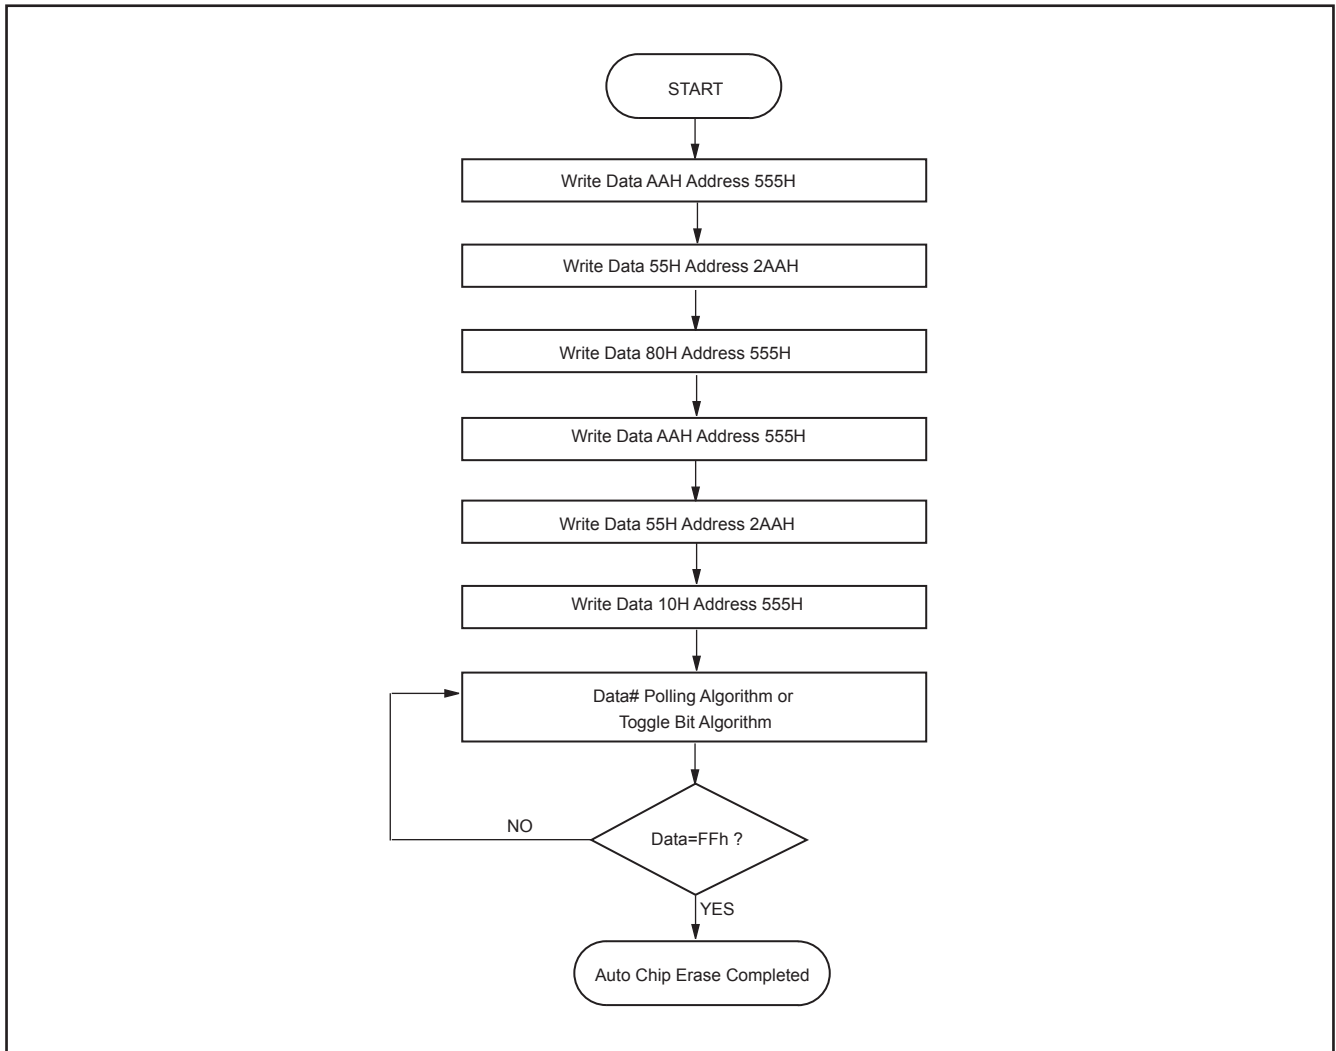 START
Write Data AAH Address 555H
Write Data 55H Address 2AAH
Write Data 80H Address 555H
Write Data AAH Address 555H
Write Data 55H Address 2AAH
Write Data 10H Address 555H
Data# Polling Algorithm or
Toggle Bit Algorithm
NO
Data=FFh ?
YES
Auto Chip Erase Completed